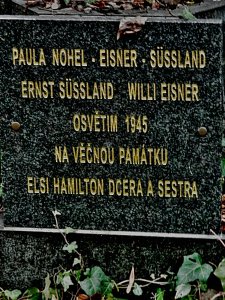 PAULA NOHEL - EISNER - SÜSSLAND
ERNST SÜSSLAND WILLI EISNER
OSVĚTIM 1945
NA VĚČNOU PAMÁTKU
ELSI HAMILTON DCERA A SESTRA